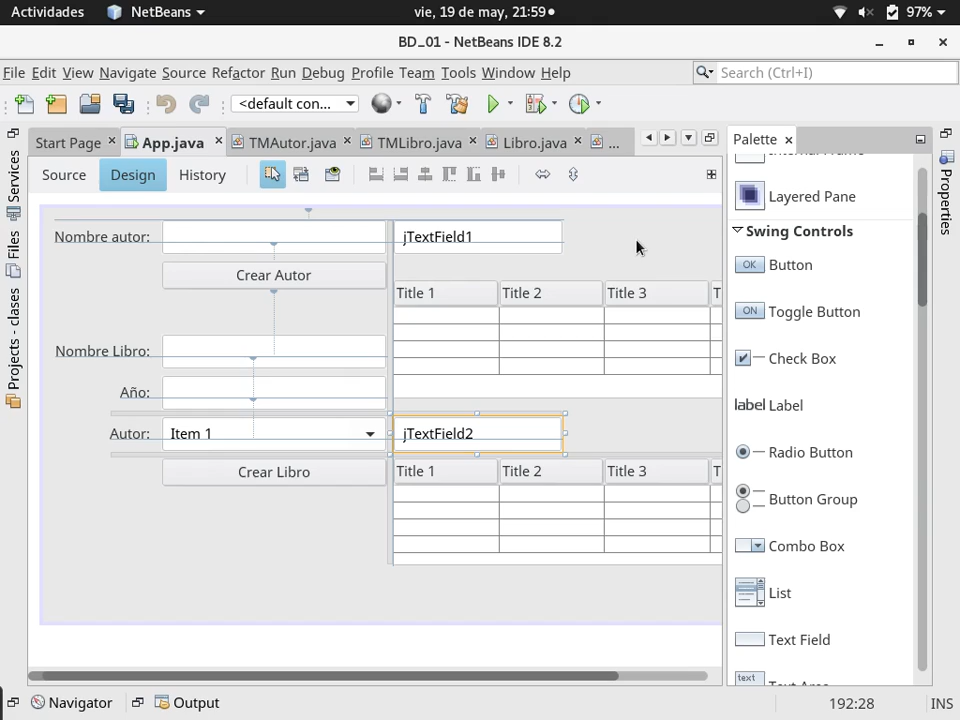 Actividades NetBeans vie, 19 de may, 21:59 97%
BD_01 - NetBeans IDE 8.2
File Edit View Navigate Source Refactor Run Debug Profile Team Tools Window Help Search (Ctrl+I)
<default con...
Start Page App.java TMAutor.java TMLibro.java Libro.java ...
Palette
Source Design History
Services
Files
Projects - clases
Nombre autor:
jTextField1
Crear Autor
Title 1 Title 2 Title 3 T
Nombre Libro:
Año:
Autor: Item 1
jTextField2
Crear Libro
Title 1 Title 2 Title 3 T
Layered Pane
Swing Controls
OK Button
ON Toggle Button
Check Box
label Label
Radio Button
Button Group
Combo Box
List
Text Field
text
Properties
Navigator Output 192:28 INS